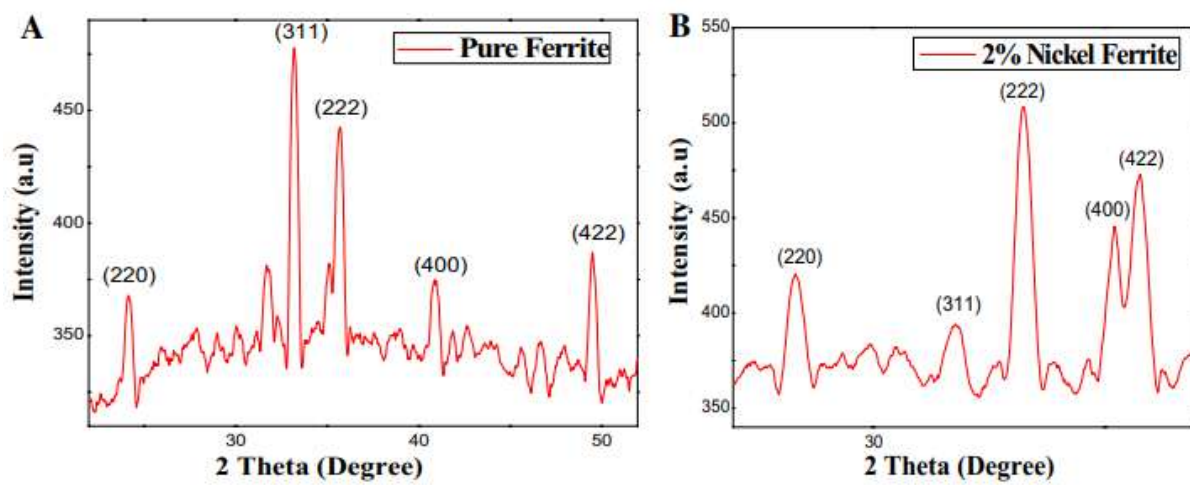 A
Pure Ferrite
(311)
(222)
(220)
(400)
(422)
450
400
350
30
40
50
Intensity (a.u)
2 Theta (Degree)
B
2% Nickel Ferrite
(222)
(422)
(400)
(220)
(311)
550
500
450
400
350
30
Intensity (a.u)
2 Theta (Degree)